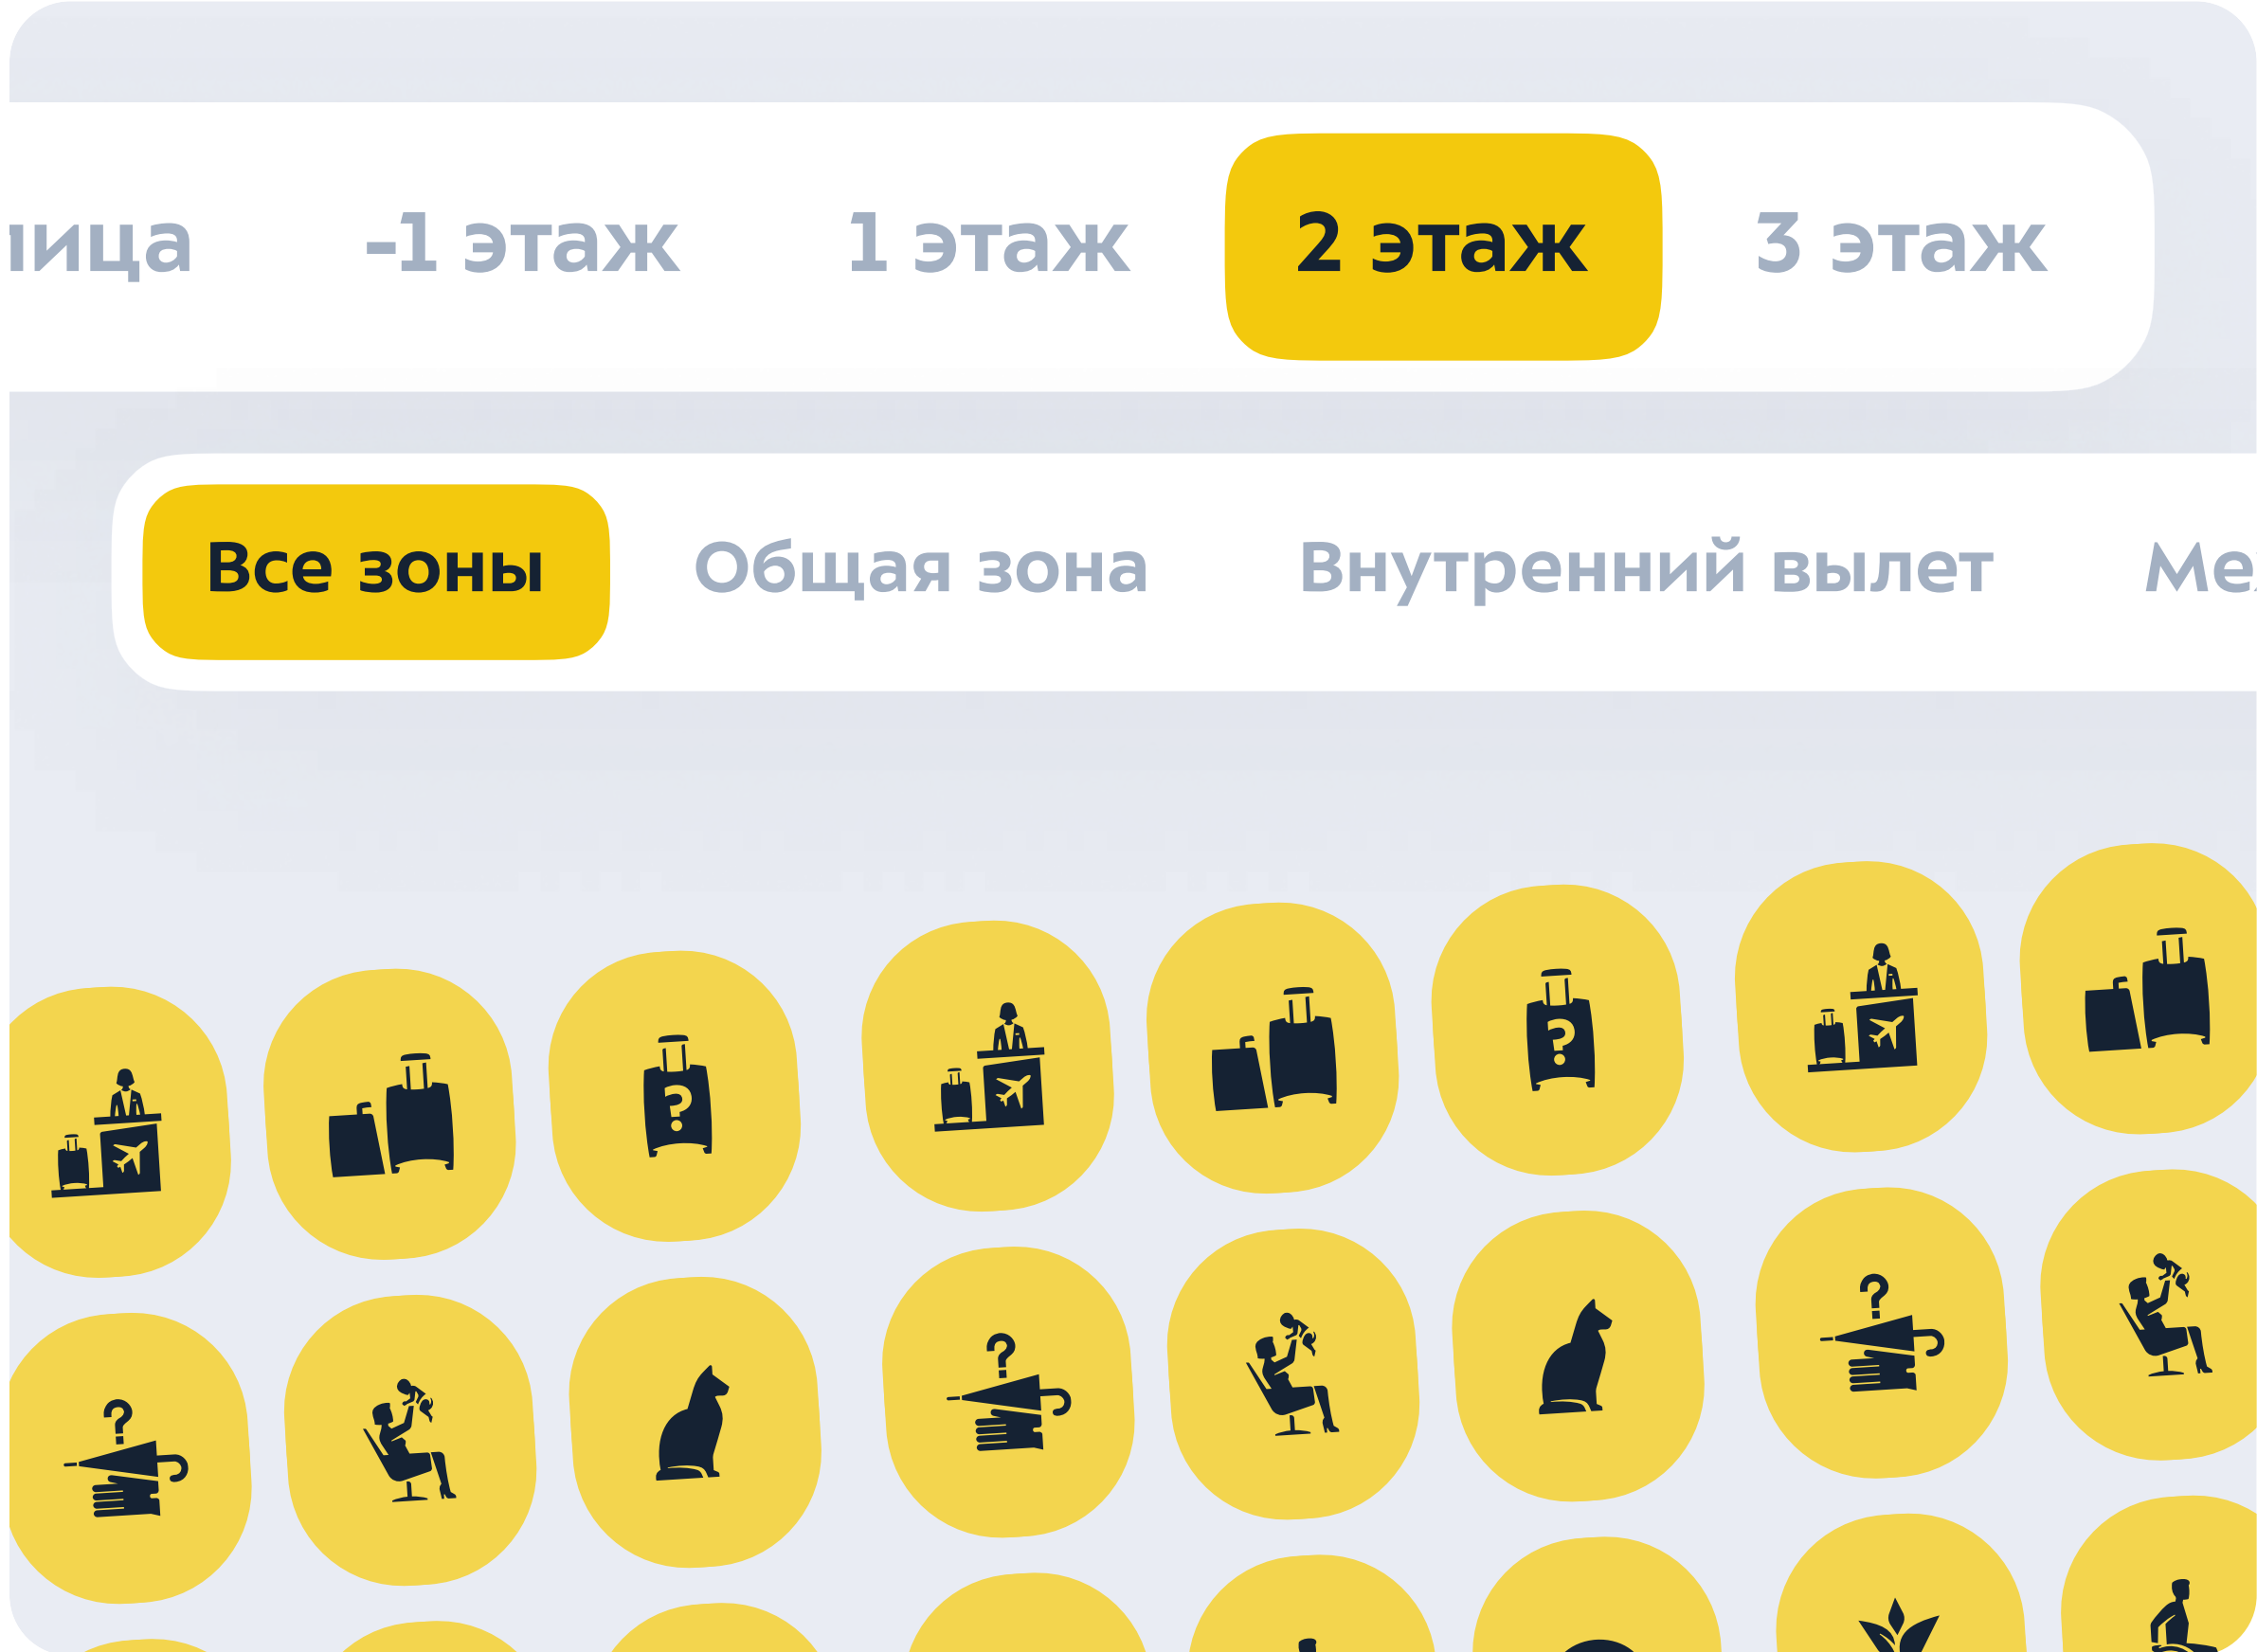 -1 этаж 1 этаж 2 этаж 3 этаж
Все зоны Общая зона Внутренний вылет
?
? ? ?